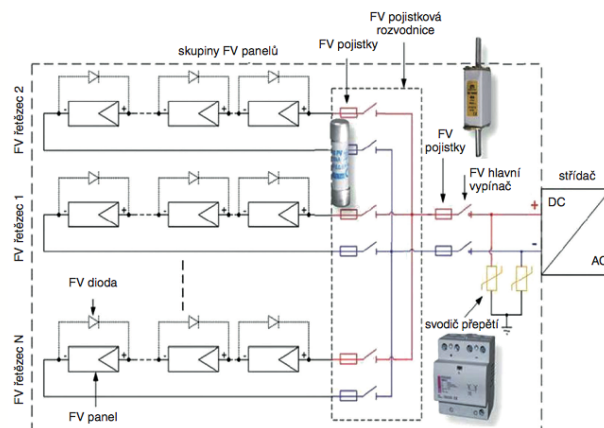 FV pojistková
rozvodnice
skupiny FV panelů
FV pojistky
FV řetězec 2
FV
pojistky
FV hlavní
vypínač
střídač
FV řetězec 1
DC
AC
FV dioda
svodič přepětí
FV řetězec N
FV panel